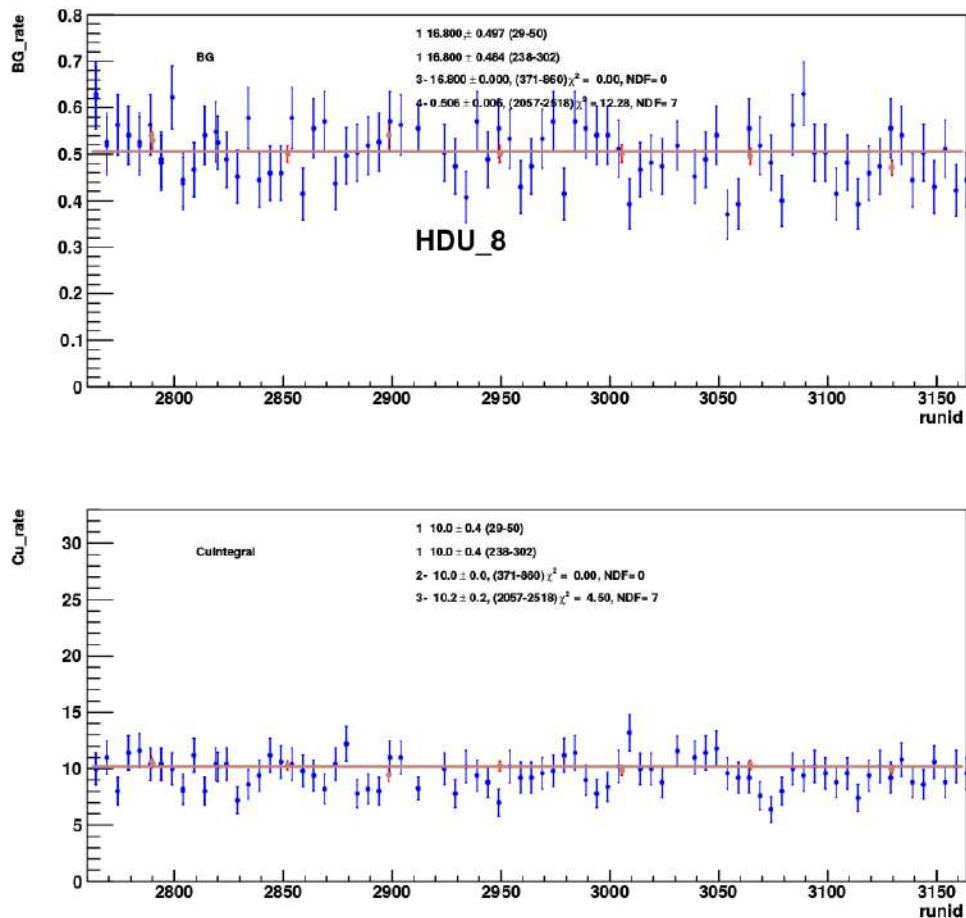 BG_rate
0.8
0.7
0.6
0.5
0.4
0.3
0.2
0.1
0
BG
1 16.800, ± 0.497 (29-50)
1 16.800 ± 0.484 (238-302)
3- 16.800 ± 0.000, (371-860) χ² = 0.00, NDF= 0
4- 0.506 ± 0.006, (2057-2518) χ² = 12.28, NDF= 7
HDU_8
2800 2850 2900 2950 3000 3050 3100 3150
runid
Cu_rate
30
25
20
15
10
5
0
CuIntegral
1 10.0 ± 0.4 (29-50)
1 10.0 ± 0.4 (238-302)
2- 10.0 ± 0.0, (371-860) χ² = 0.00, NDF= 0
3- 10.2 ± 0.2, (2057-2518) χ² = 4.50, NDF= 7
2800 2850 2900 2950 3000 3050 3100 3150
runid